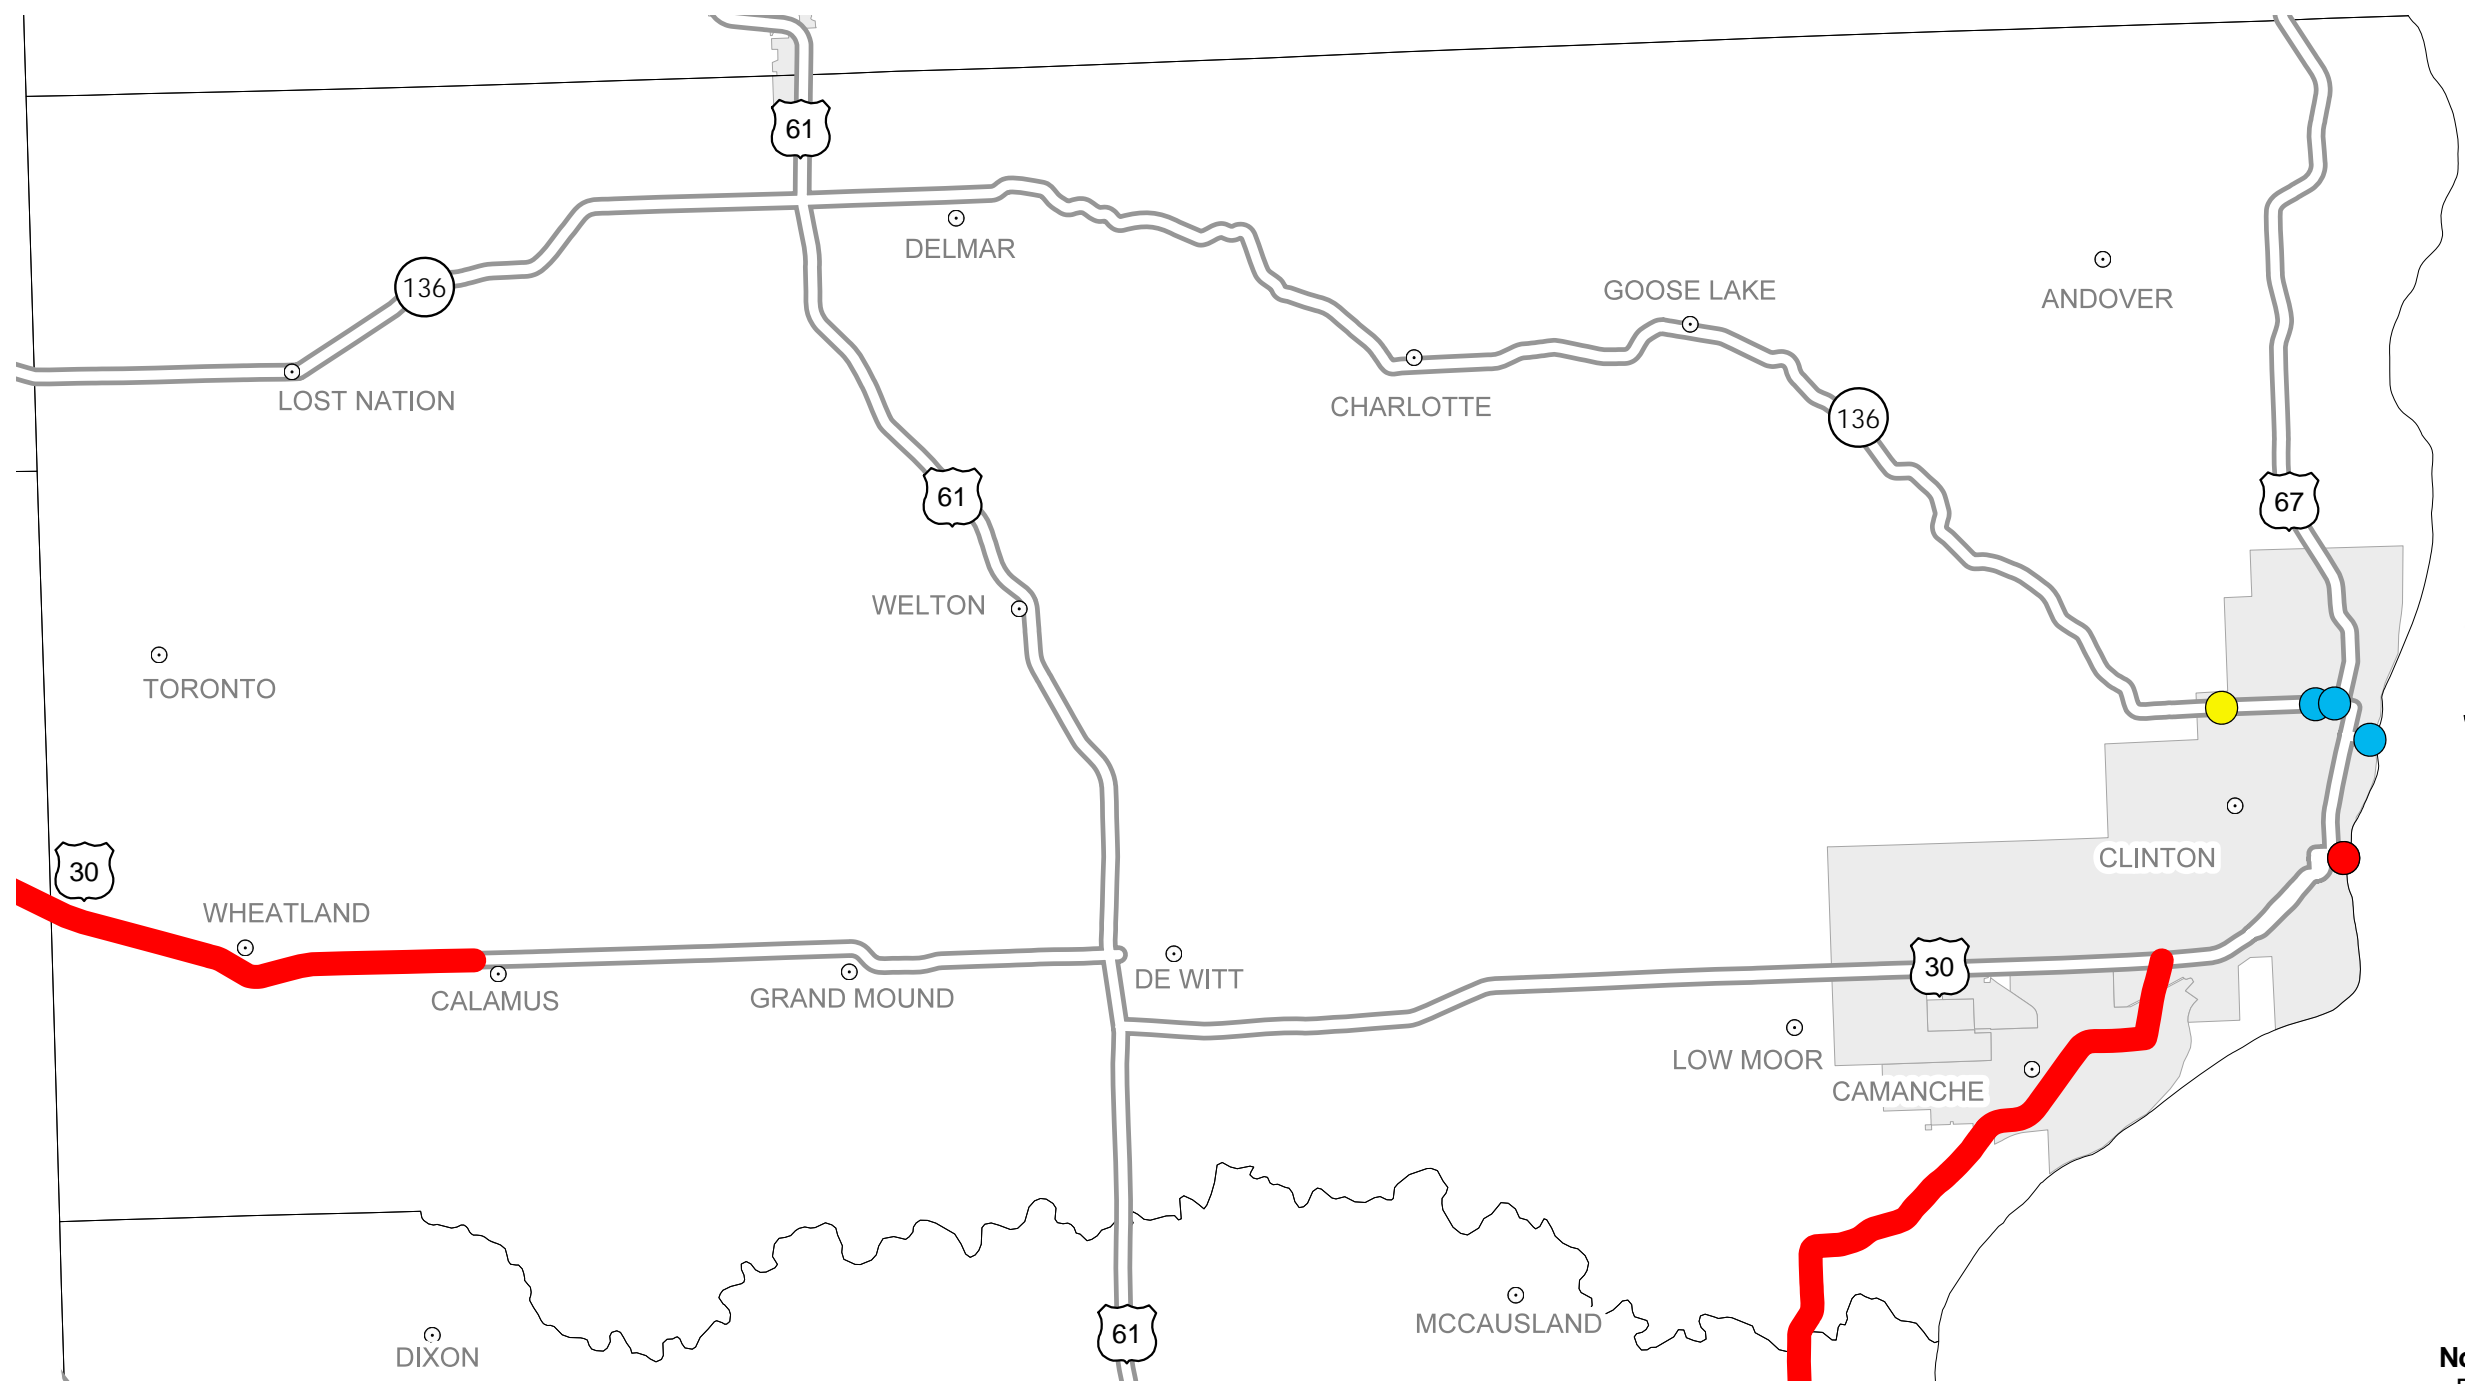 61
DELMAR
136
GOOSE LAKE
ANDOVER
LOST NATION
CHARLOTTE
136
61
67
WELTON
TORONTO
30
CLINTON
WHEATLAND
30
DE WITT
CALAMUS
GRAND MOUND
LOW MOOR
CAMANCHE
MCCAUSLAND
61
DIXON